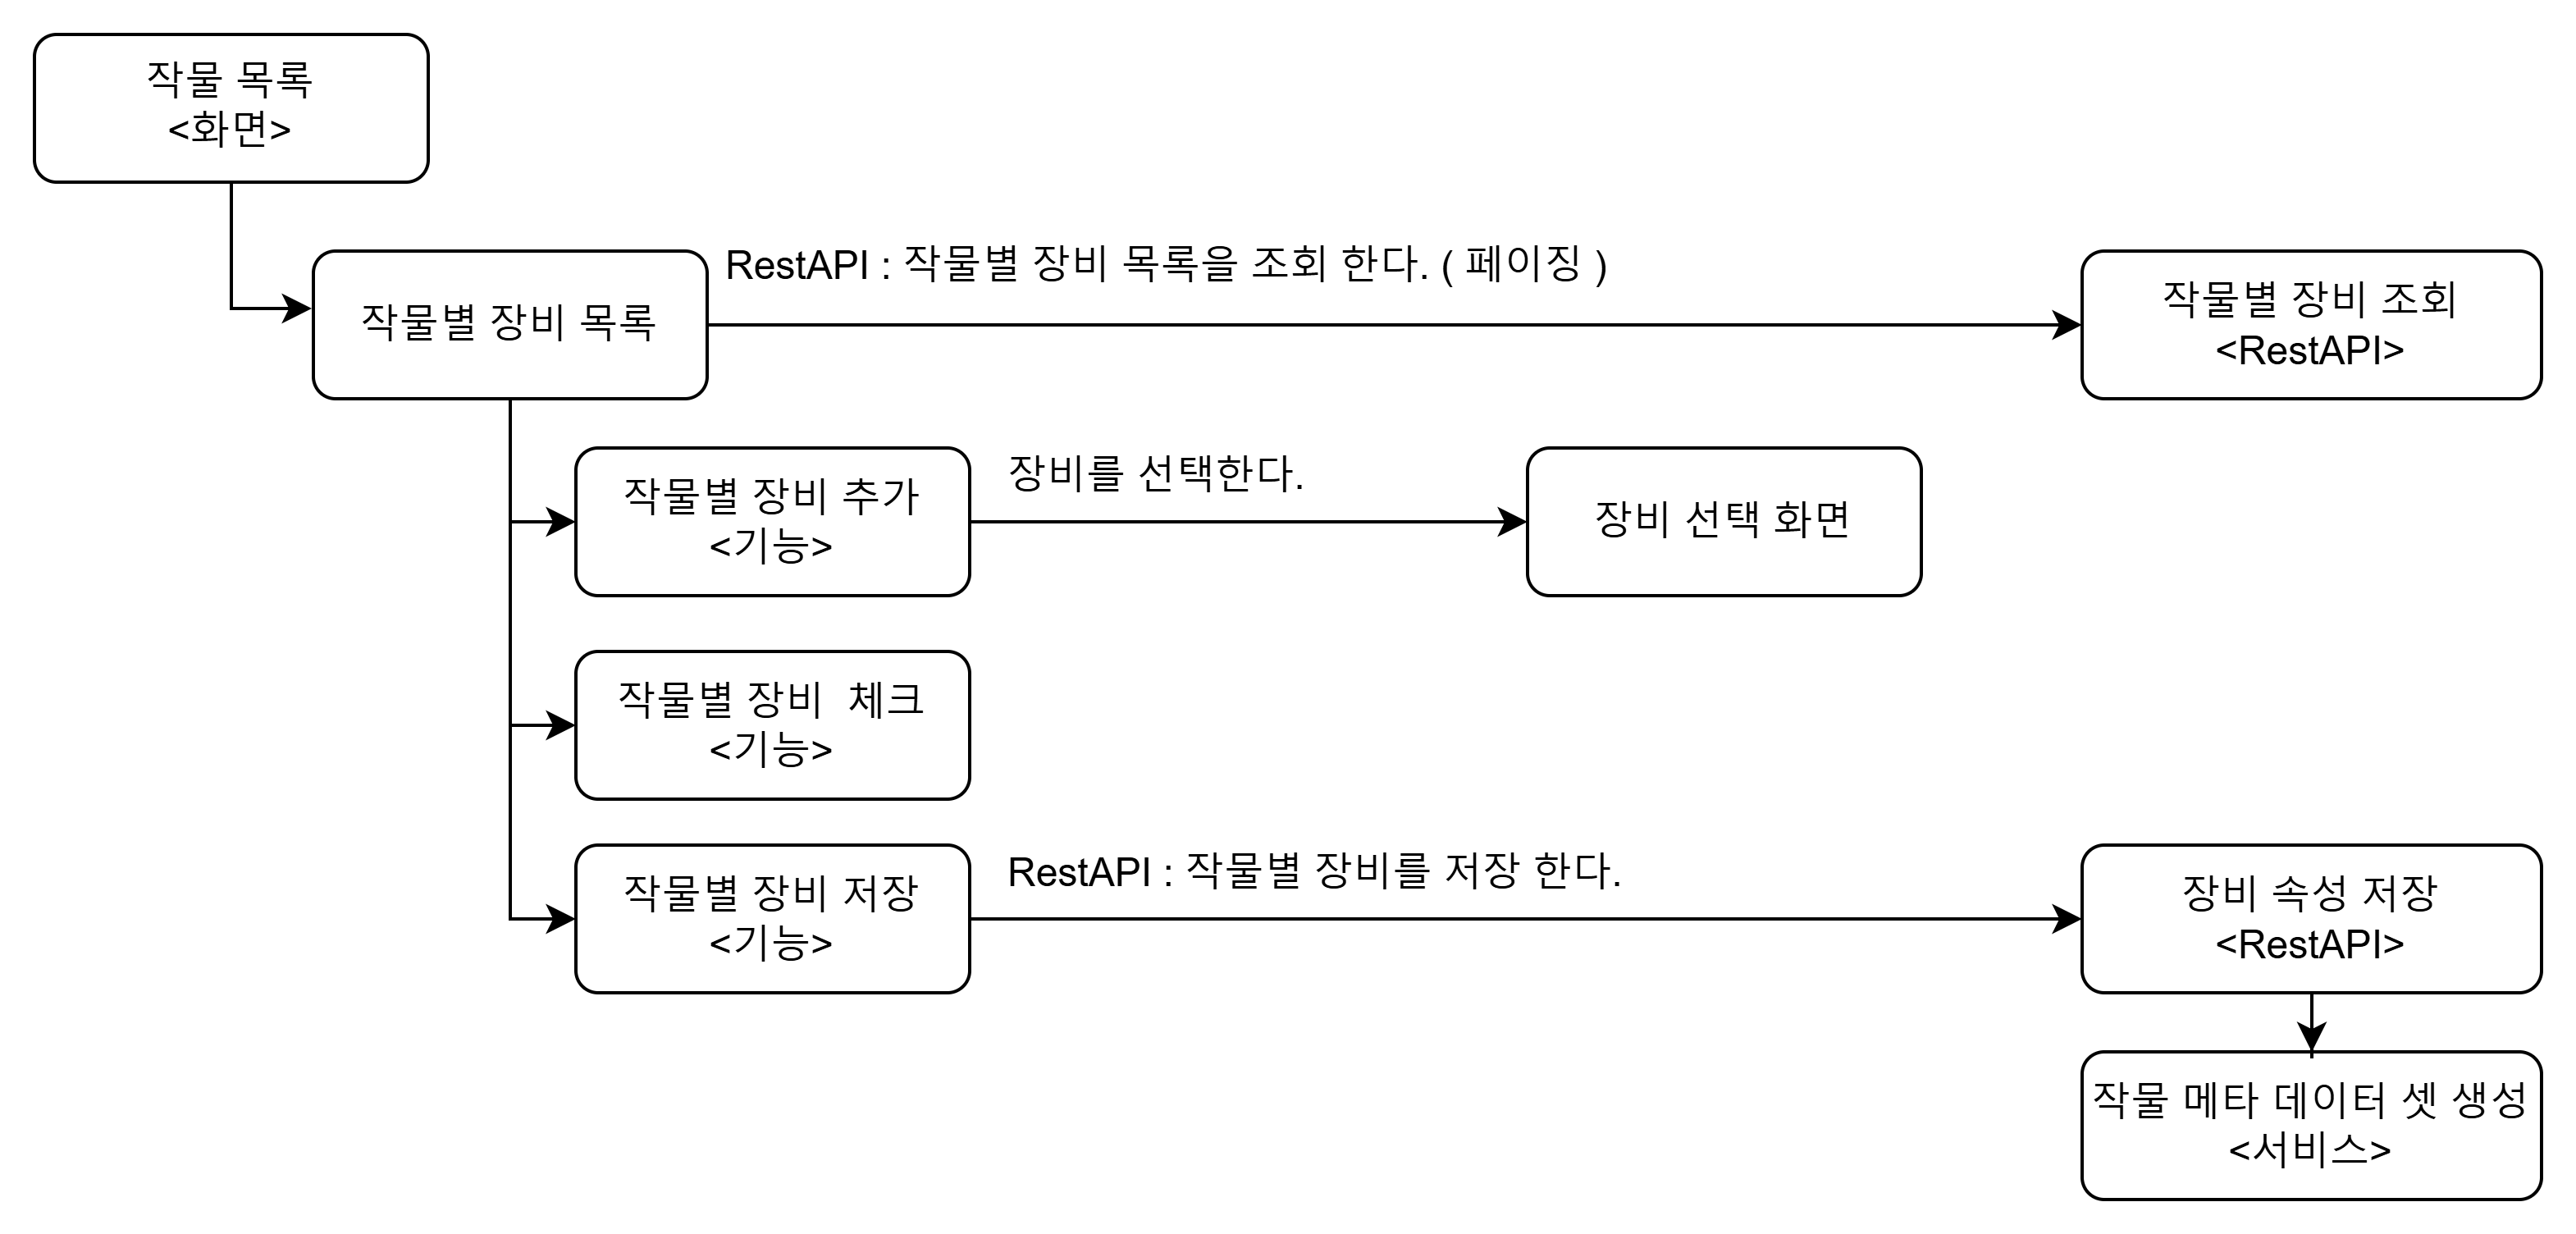 작물 목록
<화면>
작물별 장비 목록
RestAPI : 작물별 장비 목록을 조회 한다. ( 페이징 )
작물별 장비 조회
<RestAPI>
작물별 장비 추가
<기능>
장비를 선택한다.
장비 선택 화면
작물별 장비  체크
<기능>
작물별 장비 저장
<기능>
RestAPI : 작물별 장비를 저장 한다.
장비 속성 저장
<RestAPI>
작물 메타 데이터 셋 생성
<서비스>